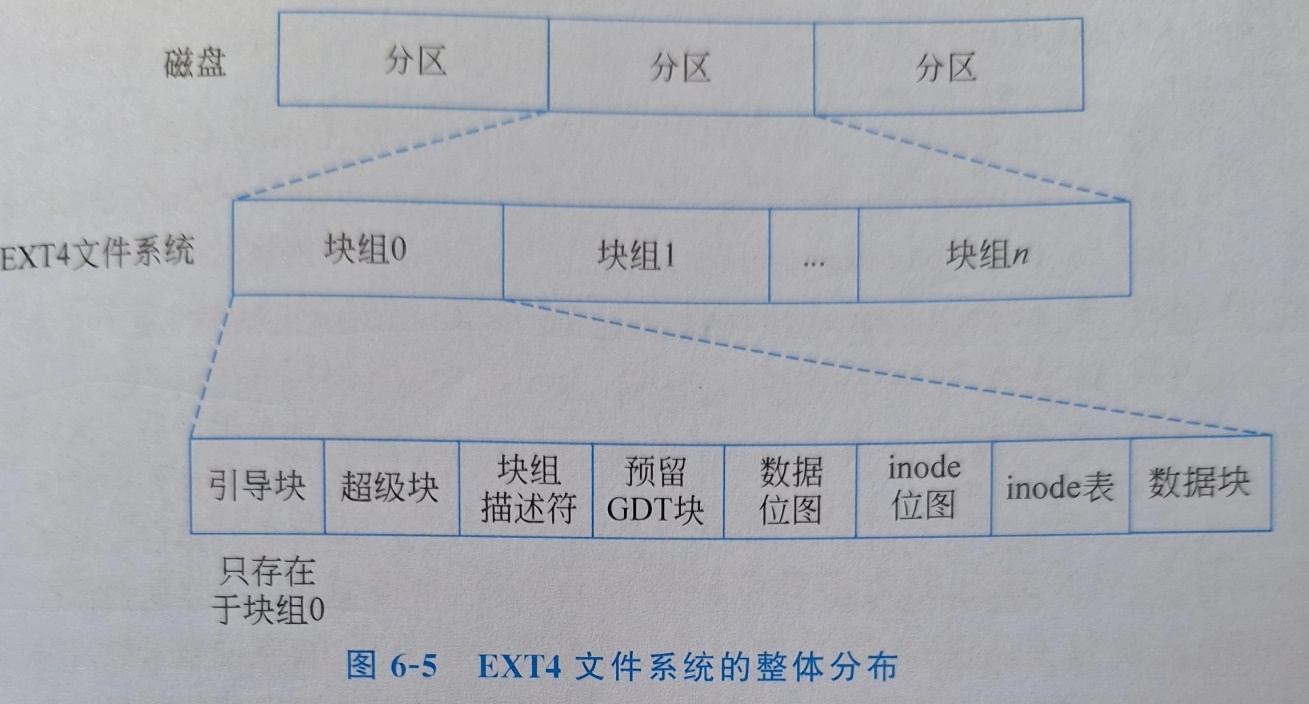 磁盘 分区 分区 分区
EXT4文件系统 块组0 块组1 ... 块组n
引导块 超级块 块组 描述符 预留 GDT块 数据 位图 inode 位图 inode表 数据块
只存在
于块组0
图 6-5 EXT4 文件系统的整体分布